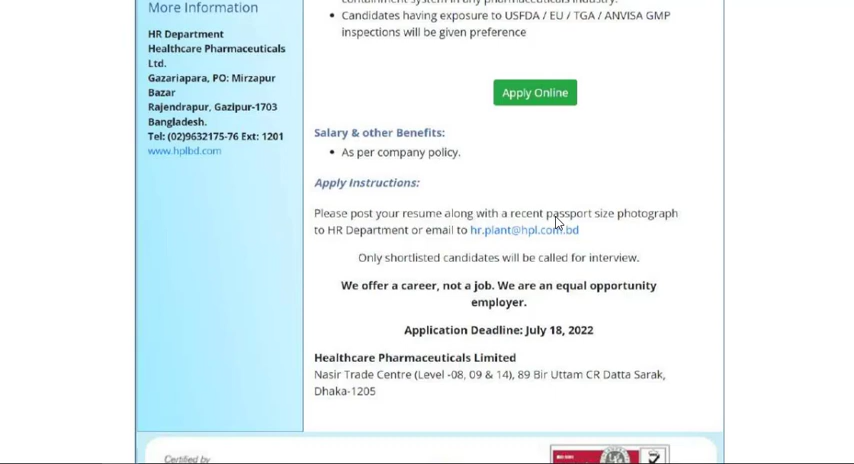 More Information
HR Department
Healthcare Pharmaceuticals
Ltd.
Gazariapara, PO: Mirzapur
Bazar
Rajendrapur, Gazipur-1703
Bangladesh.
Tel: (02)9632175-76 Ext: 1201
www.hplbd.com
containment system in any pharmaceuticals industry.
• Candidates having exposure to USFDA / EU / TGA / ANVISA GMP
inspections will be given preference
Apply Online
Salary & other Benefits:
• As per company policy.
Apply Instructions:
Please post your resume along with a recent passport size photograph
to HR Department or email to hr.plant@hpl.com.bd
Only shortlisted candidates will be called for interview.
We offer a career, not a job. We are an equal opportunity
employer.
Application Deadline: July 18, 2022
Healthcare Pharmaceuticals Limited
Nasir Trade Centre (Level -08, 09 & 14), 89 Bir Uttam CR Datta Sarak,
Dhaka-1205
Certified by